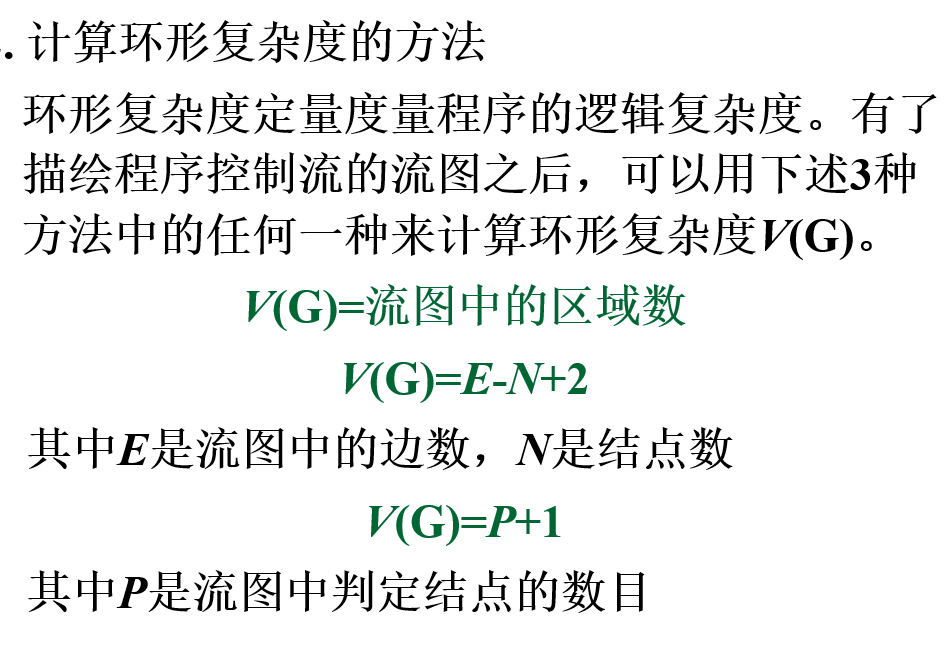 . 计算环形复杂度的方法
环形复杂度定量度量程序的逻辑复杂度。有了
描绘程序控制流的流图之后，可以用下述3种
方法中的任何一种来计算环形复杂度V(G)。
V(G)=流图中的区域数
V(G)=E-N+2
其中E是流图中的边数，N是结点数
V(G)=P+1
其中P是流图中判定结点的数目